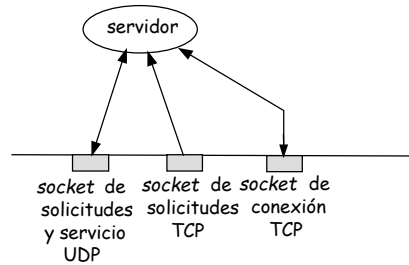 servidor
socket de
solicitudes
y servicio
UDP
socket de
solicitudes
TCP
socket de
conexión
TCP